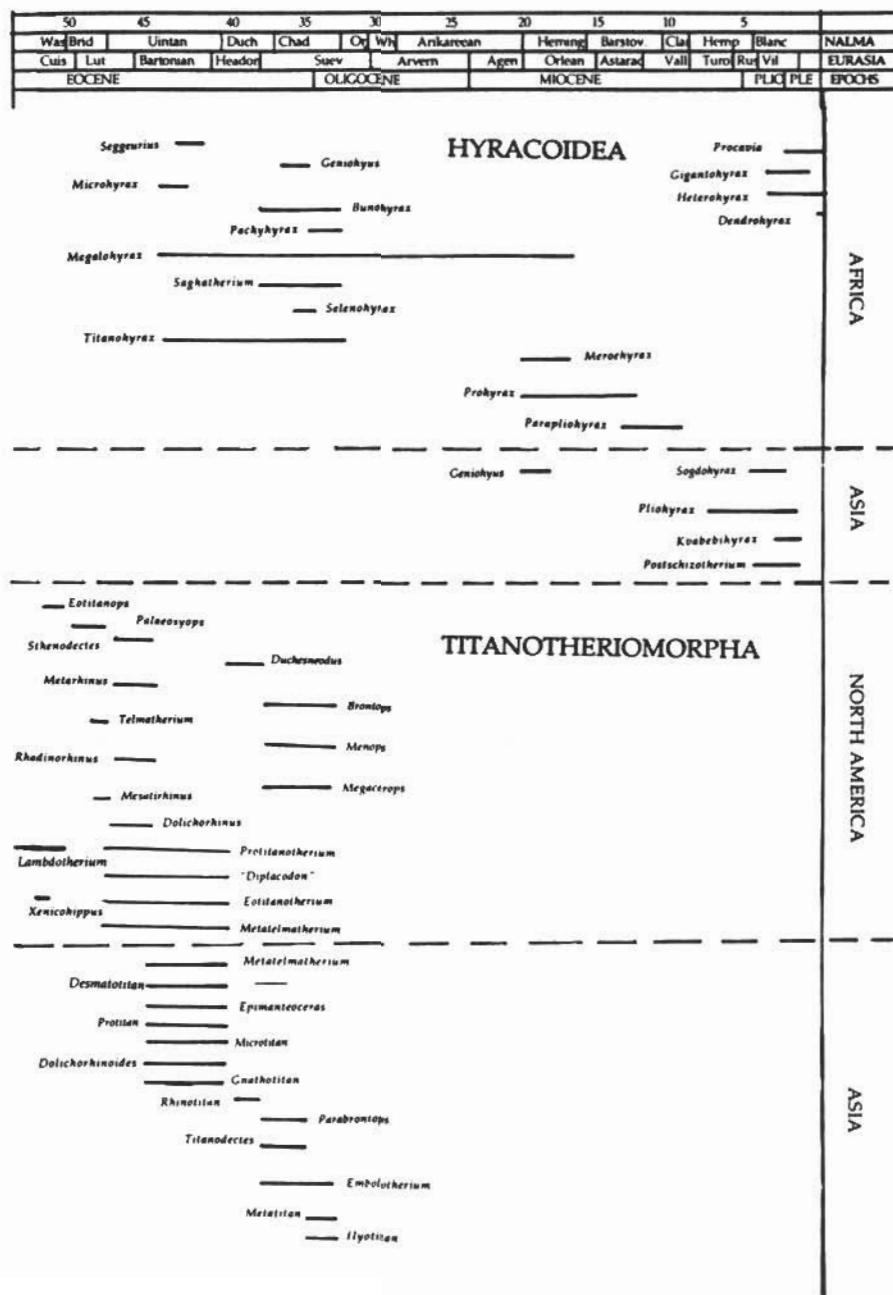 50 45 40 35 30 25 20 15 10 5
Was Brid Uintan Duch Chad Or Wh Arikareean Heming Barstov. Cla Hemp Blanc NALMA
Cuis Lut Bartonian Headon Suev Arvern Agen Orlean Astarac Vall Turo Rus Vil EURASIA
EOCENE OLIGOCENE MIOCENE PLIO PLE EPOCHS
HYRACOIDEA
Seggeurius
Geniohyus
Procavia
Microhyrax
Gigantohyrax
Heterohyrax
Bunohyrax
Dendrohyrax
Pachyhyrax
Megalohyrax
Saghatherium
Selenohyrax
Titanohyrax
Meroehyrax
Prohyrax
Parapliohyrax
AFRICA
Geniohyus
Sogdohyrax
Pliohyrax
Kvabebihyrax
Postschizotherium
ASIA
TITANOTHERIOMORPHA
Eotitanops
Palaeosyops
Sthenodectes
Duchesneodus
Metarhinus
Brontops
Telmatherium
Menops
Rhadinorhinus
Megacerops
Mesatirhinus
Dolichorhinus
Protitanotherium
Lambdotherium
"Diplacodon"
Eotitanotherium
Xenicohippus
Metatelmatherium
NORTH AMERICA
Metatelmatherium
Desmatotitan
Epimanteoceras
Protitan
Microtitan
Dolichorhinoides
Gnathotitan
Rhinotitan
Parabrontops
Titanodectes
Embolotherium
Metatitan
Hyotitan
ASIA